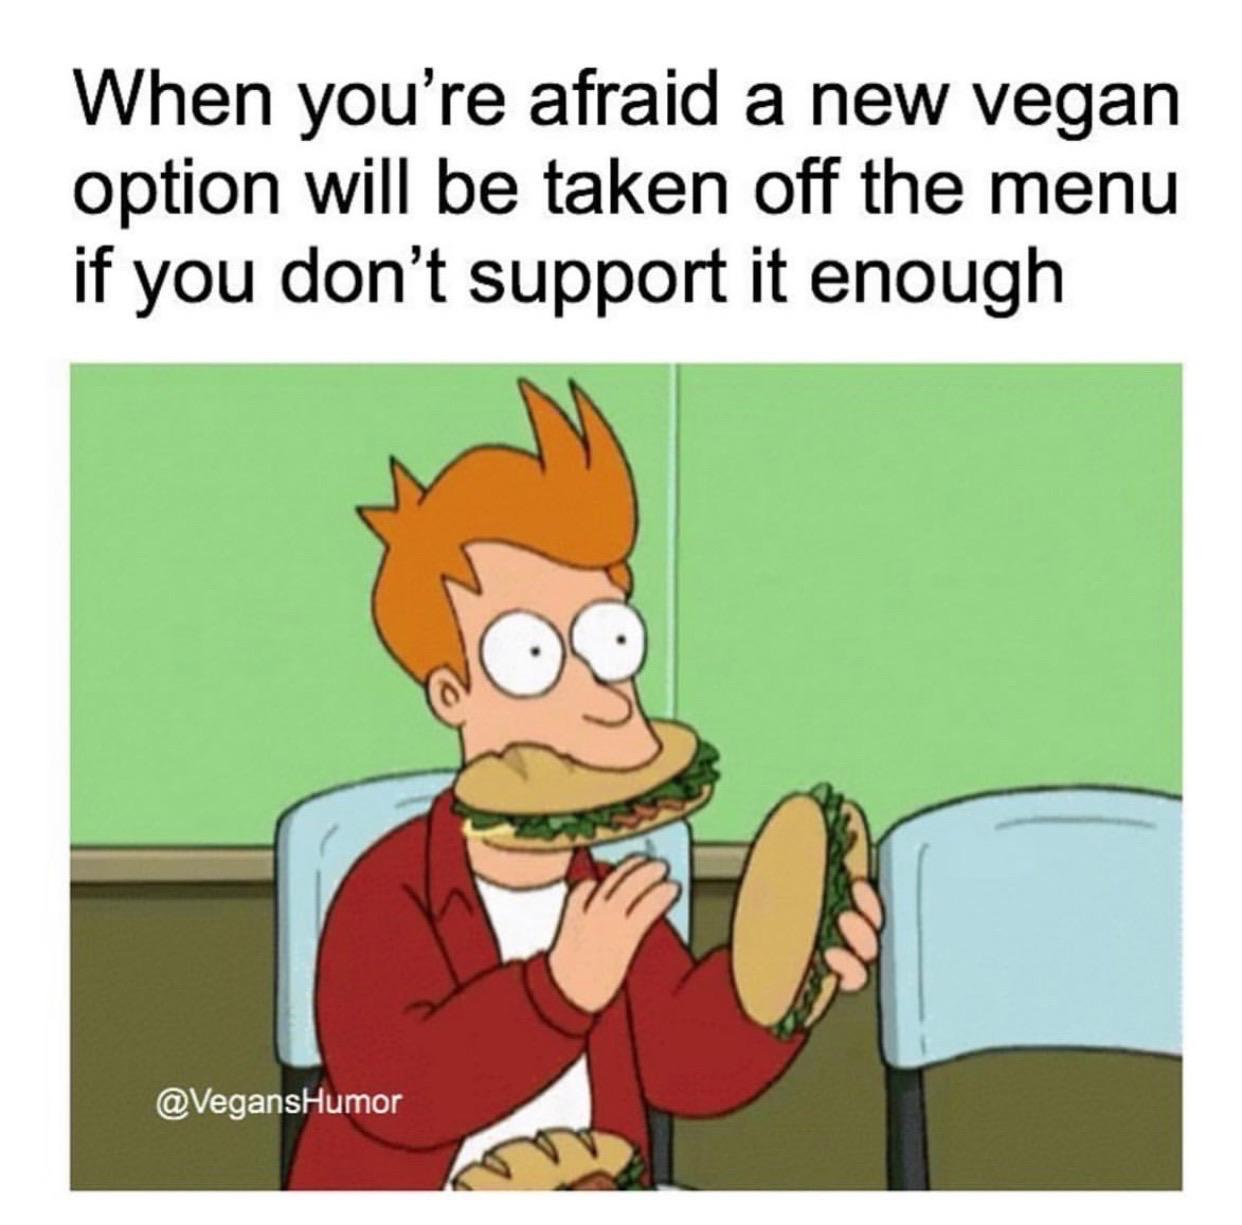 When you’re afraid a new vegan
option will be taken off the menu
if you don’t support it enough
@VegansHumor